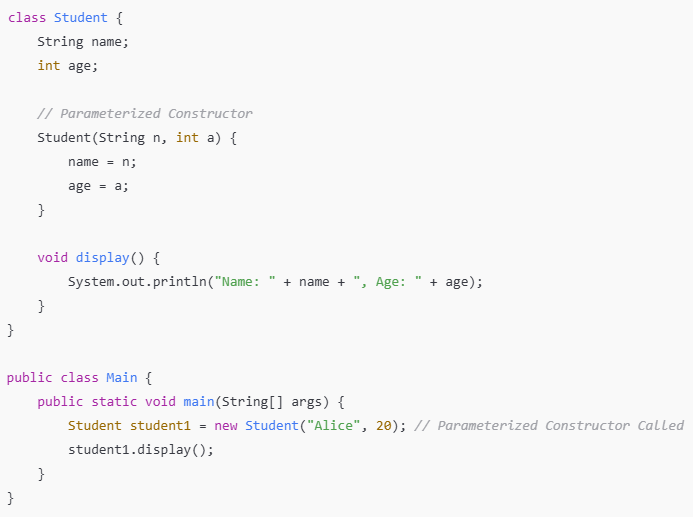 class Student {
    String name;
    int age;

    // Parameterized Constructor
    Student(String n, int a) {
        name = n;
        age = a;
    }

    void display() {
        System.out.println("Name: " + name + ", Age: " + age);
    }
}

public class Main {
    public static void main(String[] args) {
        Student student1 = new Student("Alice", 20); // Parameterized Constructor Called
        student1.display();
    }
}